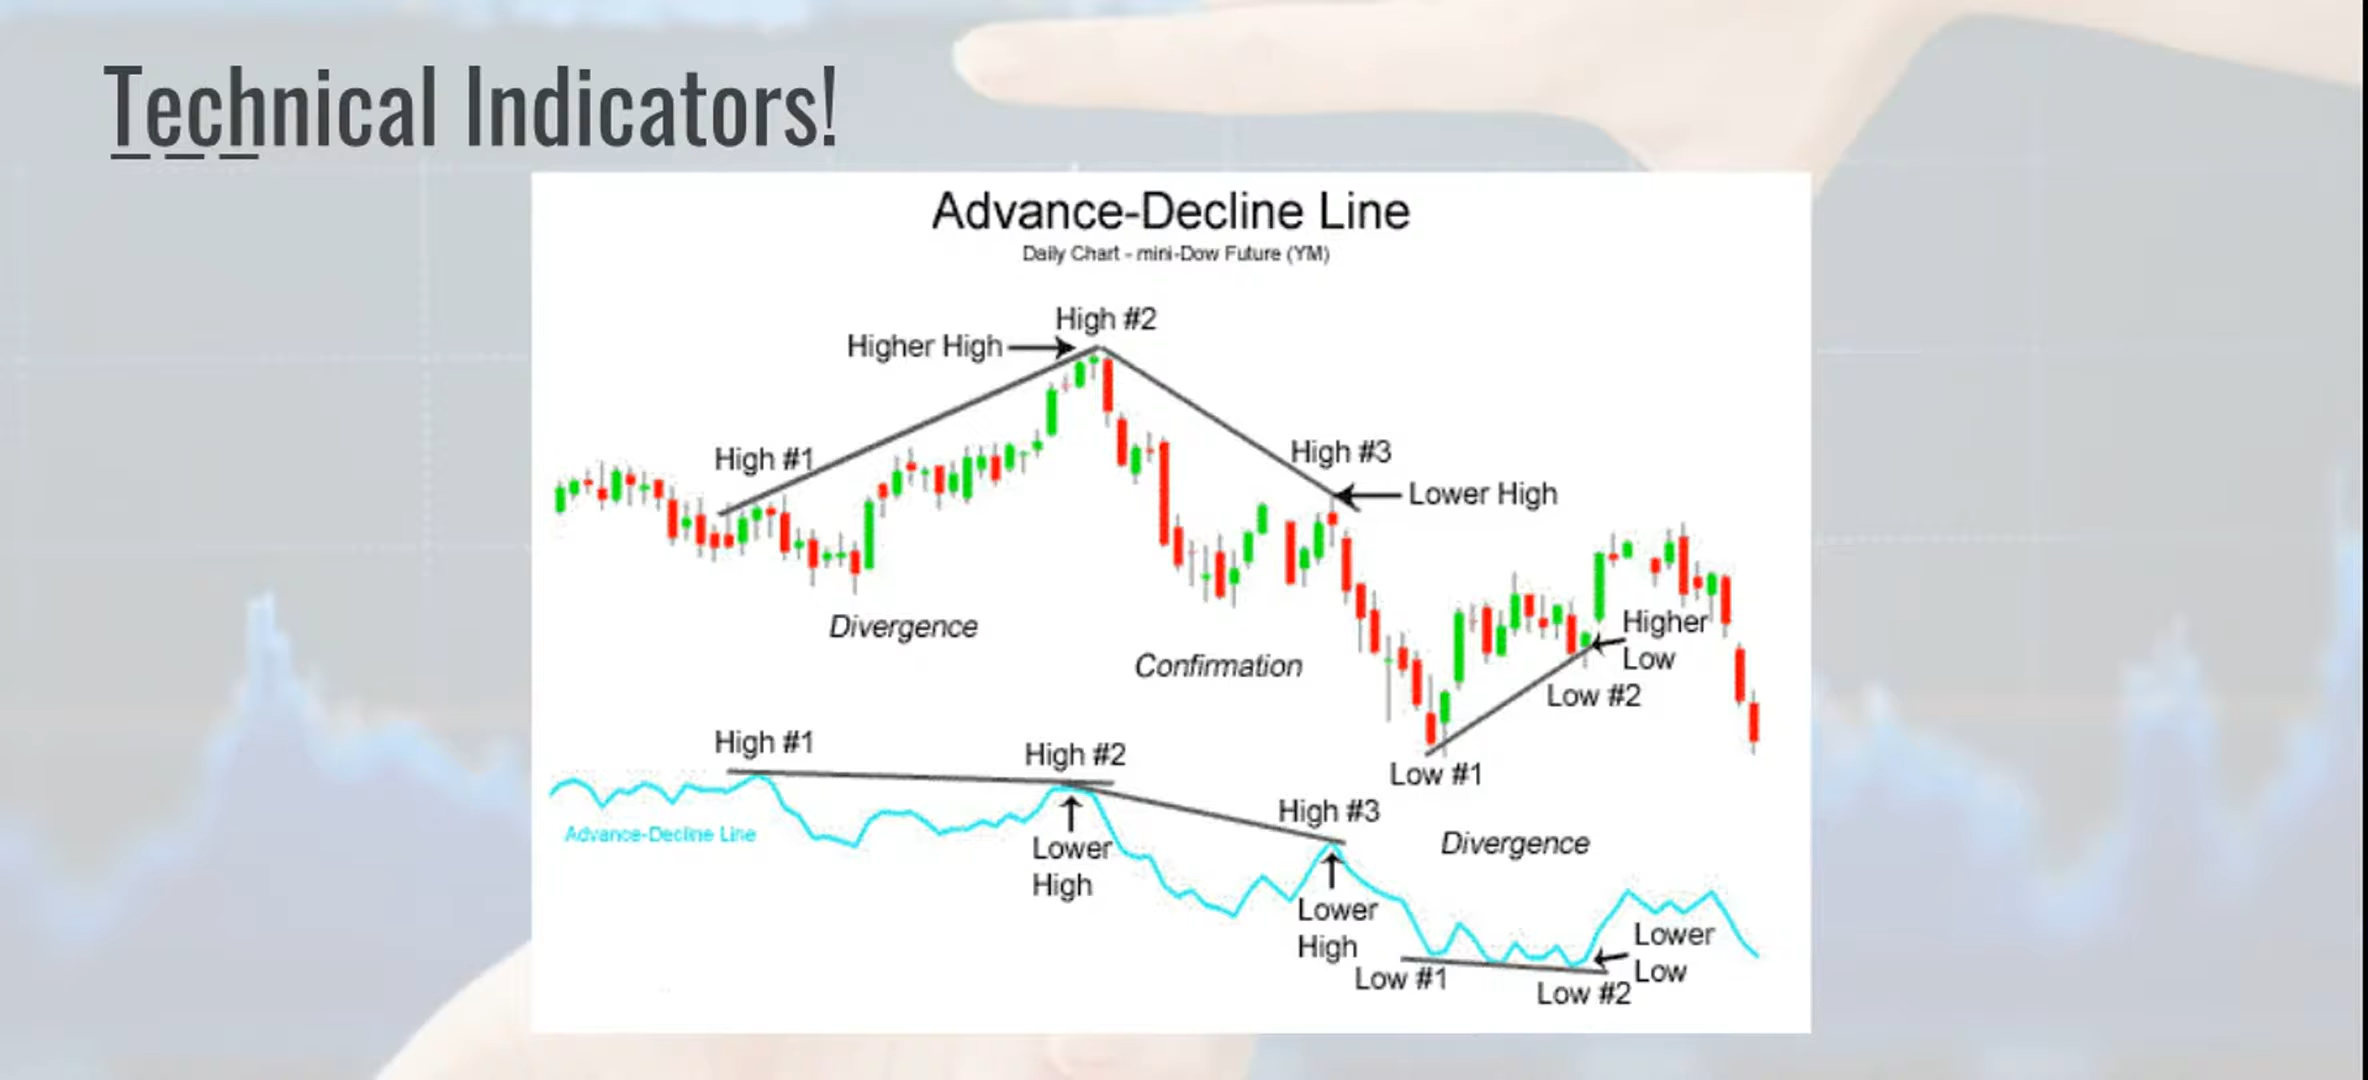 Technical Indicators!
Advance-Decline Line
Daily Chart - mini-Dow Future (YM)
High #2
Higher High
High #1
High #3
Lower High
Divergence
Higher
Low
Confirmation
Low #2
High #1
High #2
Low #1
High #3
Advance-Decline Line
Divergence
Lower
High
Lower
High
Lower
Low
Low #1
Low #2